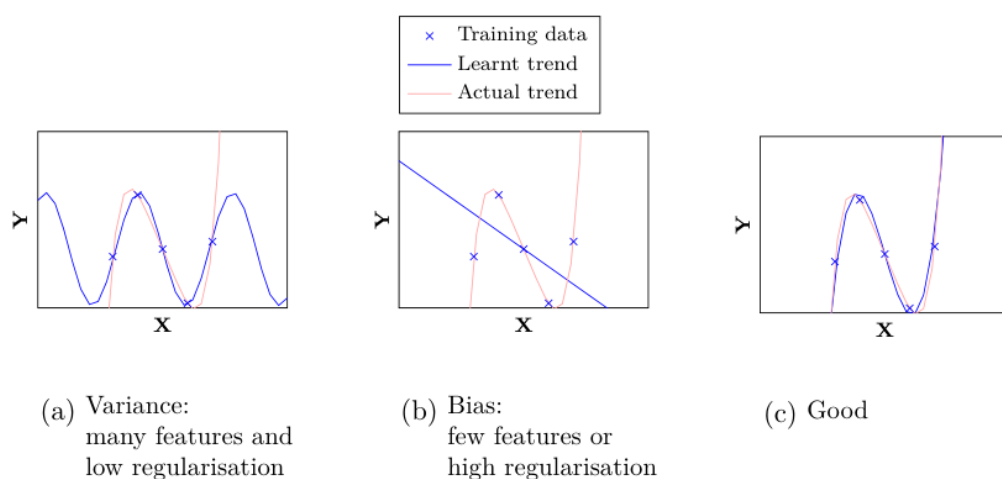 Training data
Learnt trend
Actual trend
Y
X
Y
X
Y
X
(a) Variance:
many features and
low regularisation
(b) Bias:
few features or
high regularisation
(c) Good